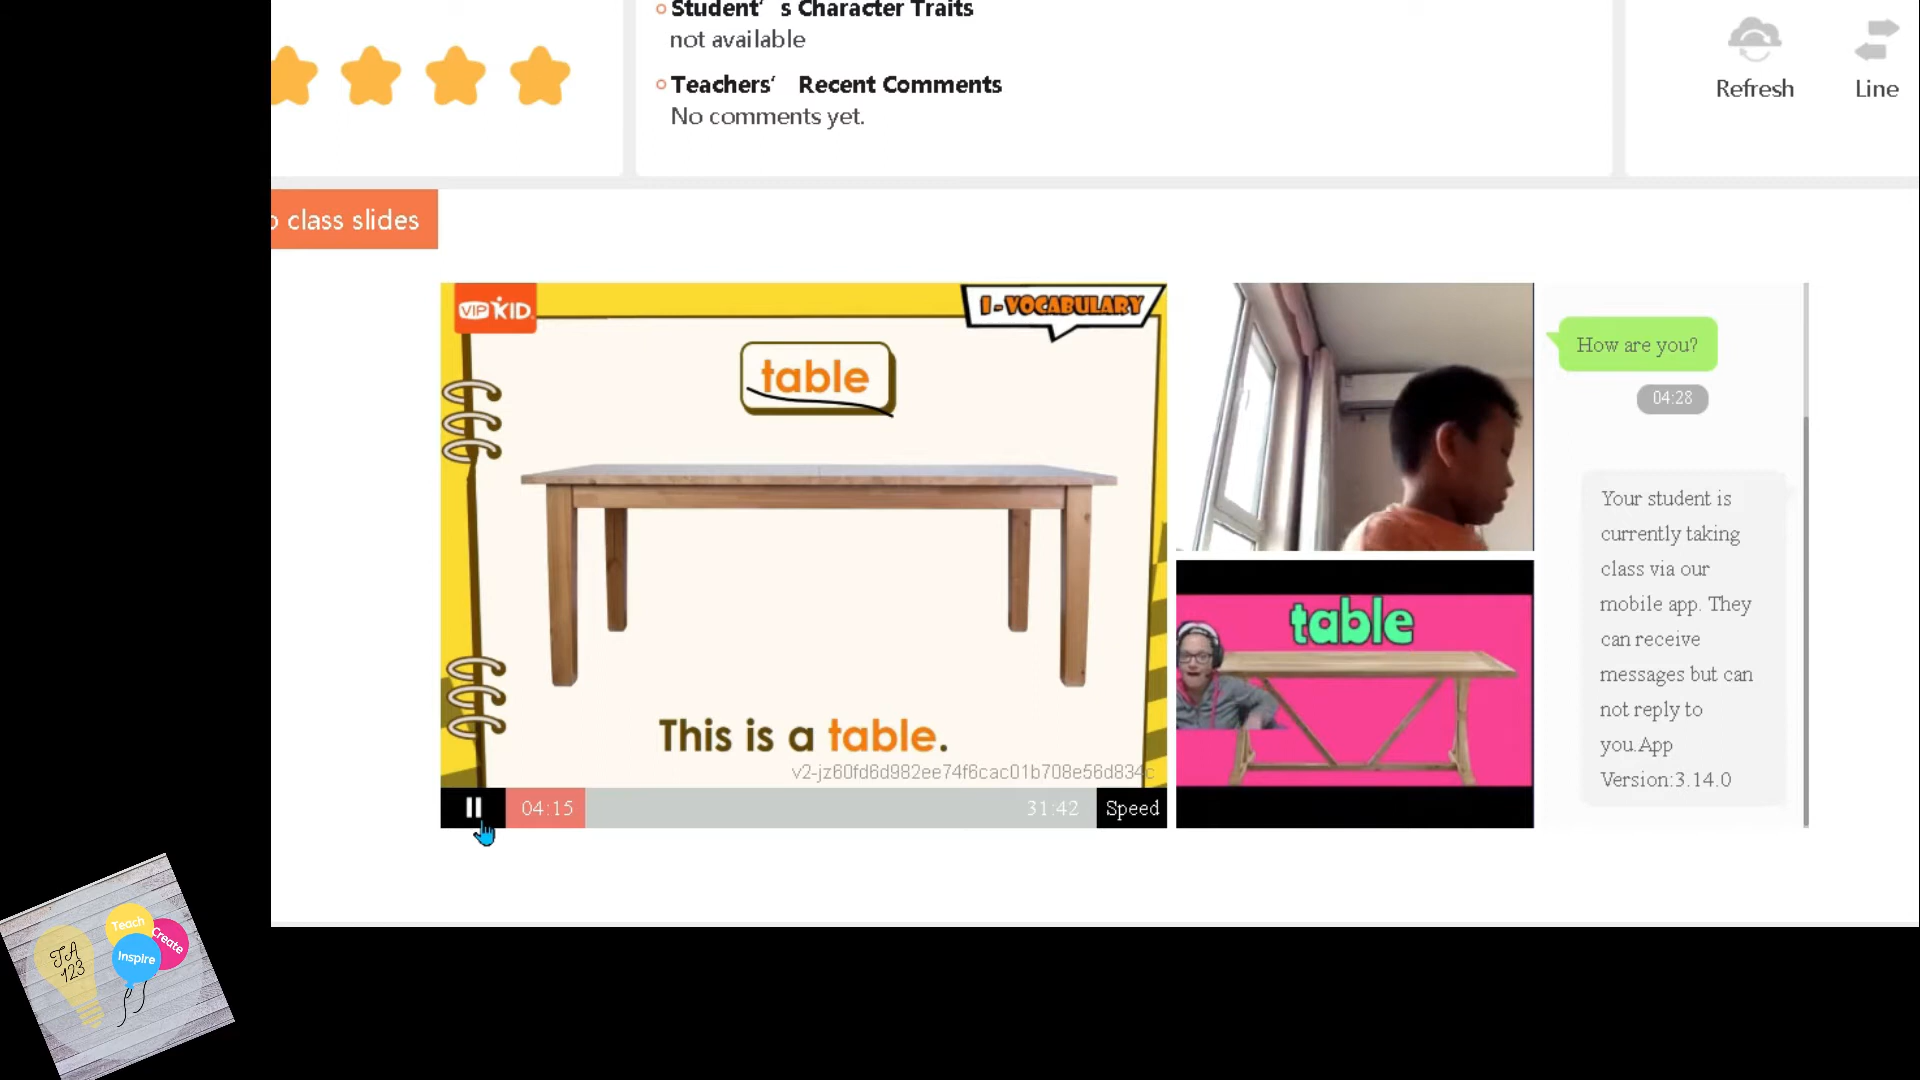 Student’s Character Traits
not available
Teachers’ Recent Comments
No comments yet.
Refresh
Line
class slides
VIPKID
1 - VOCABULARY
table
This is a table.
v2-jz60fd6d982ee74f6cac01b708e56d834c
04:15
31:42
Speed
table
How are you?
04:28
Your student is
currently taking
class via our
mobile app. They
can receive
messages but can
not reply to
you.App
Version:3.14.0
TA
123
Teach
Create
Inspire